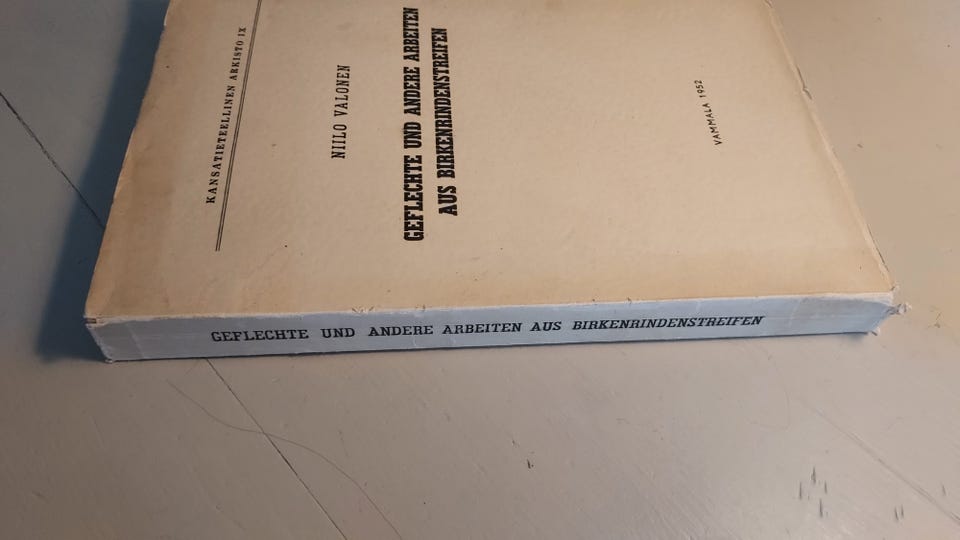 KANSATIETEELLINEN ARKISTO IX
NIILO VALONEN
GEFLECHTE UND ANDERE ARBEITEN
AUS BIRKENRINDENSTREIFEN
VAMMALA 1952
GEFLECHTE UND ANDERE ARBEITEN AUS BIRKENRINDENSTREIFEN